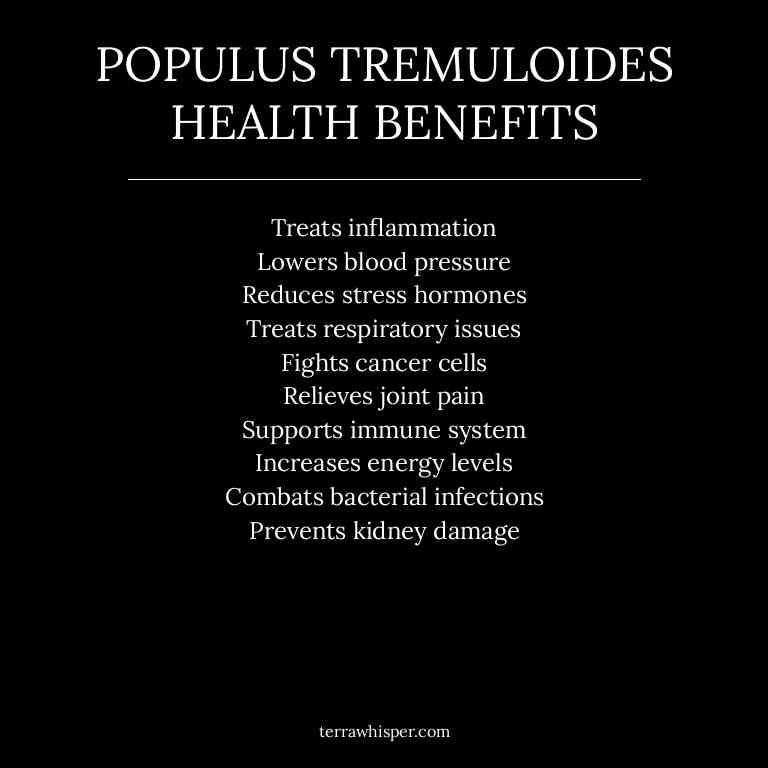 POPULUS TREMULOIDES
HEALTH BENEFITS
Treats inflammation
Lowers blood pressure
Reduces stress hormones
Treats respiratory issues
Fights cancer cells
Relieves joint pain
Supports immune system
Increases energy levels
Combats bacterial infections
Prevents kidney damage
terrawhisper.com